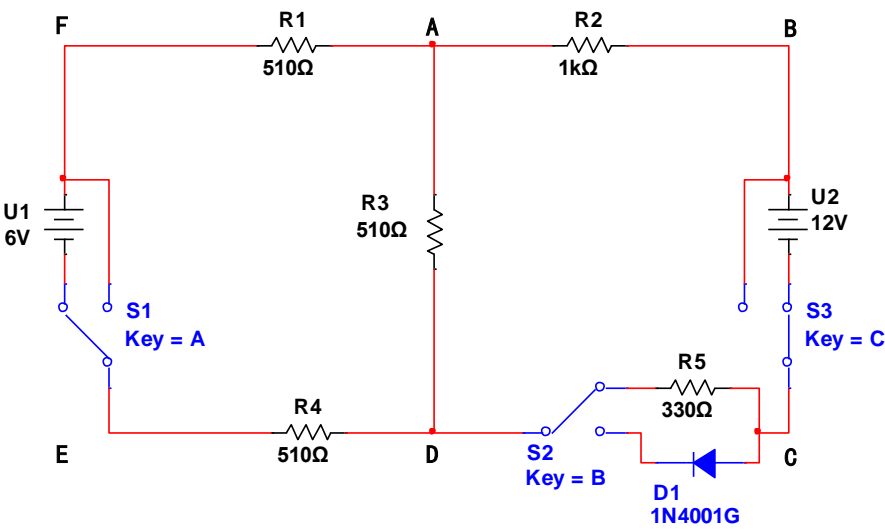 F
R1
510Ω
A
R2
1kΩ
B
U1
6V
R3
510Ω
U2
12V
S1
Key = A
S3
Key = C
R5
330Ω
R4
510Ω
E
D
S2
Key = B
C
D1
1N4001G